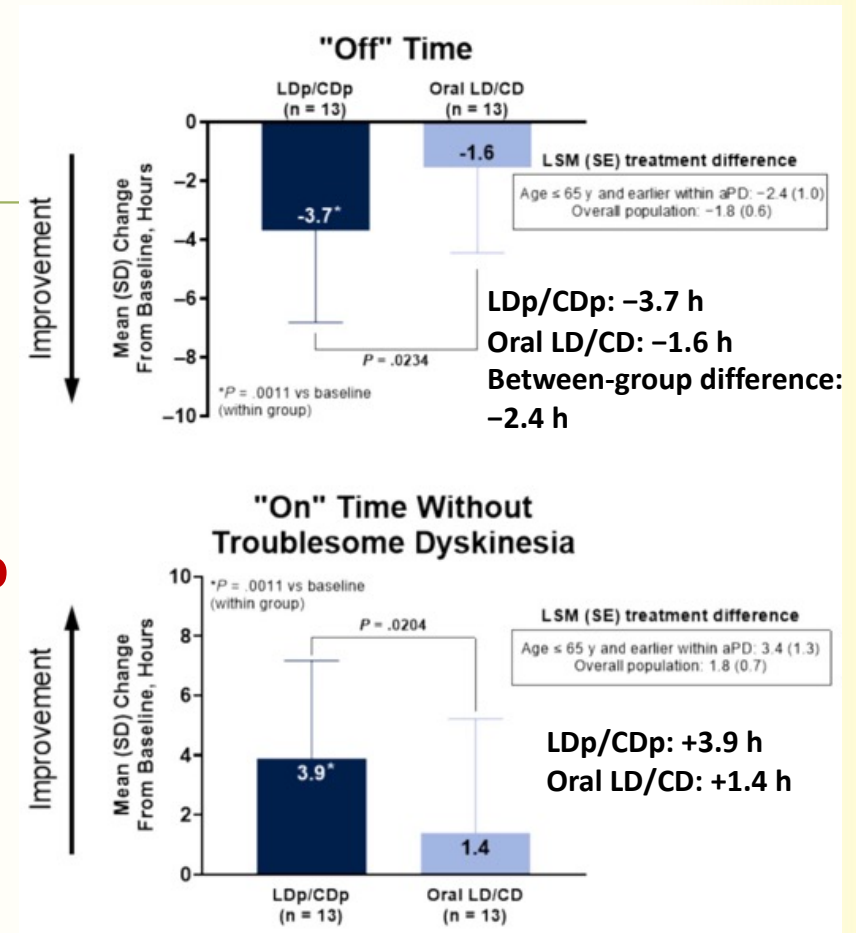 "Off" Time
LDp/CDp
(n = 13)
Oral LD/CD
(n = 13)
Improvement
Mean (SD) Change
From Baseline, Hours
0
–2
–4
–6
–8
–10
-3.7*
-1.6
P = .0234
*P = .0011 vs baseline
(within group)
LSM (SE) treatment difference
Age ≤ 65 y and earlier within aPD: −2.4 (1.0)
Overall population: −1.8 (0.6)
LDp/CDp: −3.7 h
Oral LD/CD: −1.6 h
Between-group difference:
−2.4 h
"On" Time Without
Troublesome Dyskinesia
Improvement
Mean (SD) Change
From Baseline, Hours
10
8
6
4
2
0
*P = .0011 vs baseline
(within group)
P = .0204
3.9*
1.4
LDp/CDp
(n = 13)
Oral LD/CD
(n = 13)
LSM (SE) treatment difference
Age ≤ 65 y and earlier within aPD: 3.4 (1.3)
Overall population: 1.8 (0.7)
LDp/CDp: +3.9 h
Oral LD/CD: +1.4 h